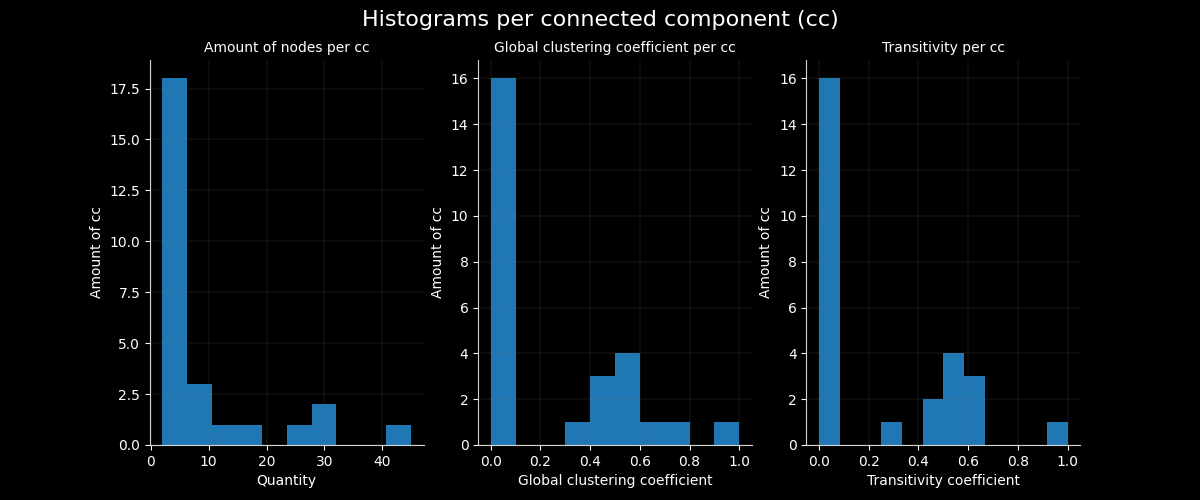 Histograms per connected component (cc)
Amount of nodes per cc
17.5
15.0
12.5
10.0
7.5
5.0
2.5
0.0
Amount of cc
0 10 20 30 40
Quantity
Global clustering coefficient per cc
16
14
12
10
8
6
4
2
0
Amount of cc
0.0 0.2 0.4 0.6 0.8 1.0
Global clustering coefficient
Transitivity per cc
16
14
12
10
8
6
4
2
0
Amount of cc
0.0 0.2 0.4 0.6 0.8 1.0
Transitivity coefficient